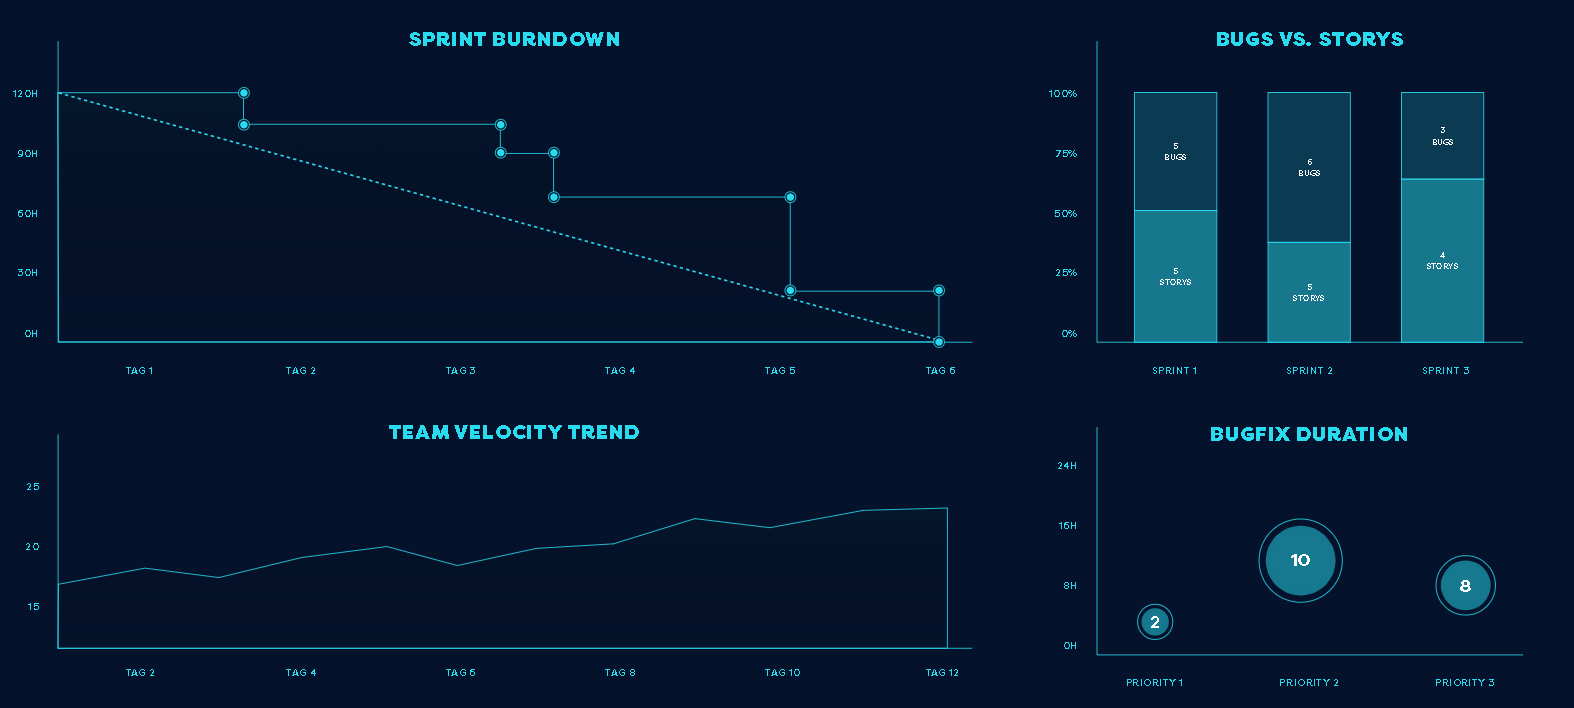 SPRINT BURNDOWN
120H
90H
60H
30H
0H
TAG 1
TAG 2
TAG 3
TAG 4
TAG 5
TAG 6
BUGS VS. STORYS
100%
75%
50%
25%
0%
5
BUGS
5
STORYS
6
BUGS
5
STORYS
3
BUGS
4
STORYS
SPRINT 1
SPRINT 2
SPRINT 3
TEAM VELOCITY TREND
25
20
15
TAG 2
TAG 4
TAG 6
TAG 8
TAG 10
TAG 12
BUGFIX DURATION
24H
16H
8H
0H
2
10
8
PRIORITY 1
PRIORITY 2
PRIORITY 3